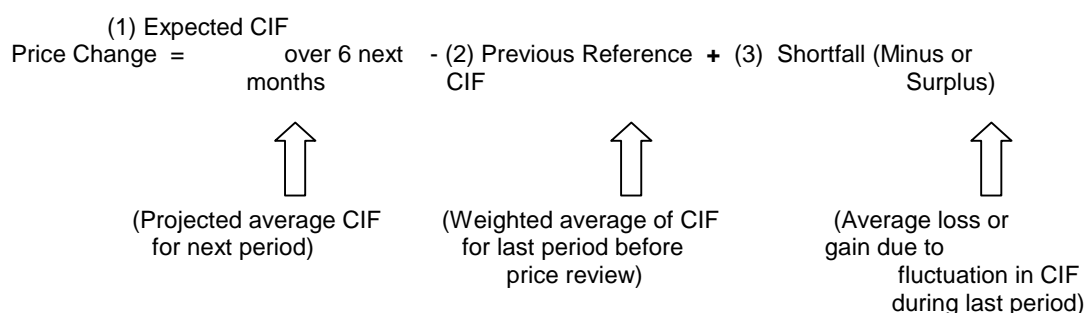 (1) Expected CIF
Price Change = over 6 next - (2) Previous Reference + (3) Shortfall (Minus or
months CIF Surplus)
(Projected average CIF (Weighted average of CIF (Average loss or
for next period) for last period before gain due to
price review) fluctuation in CIF
during last period)